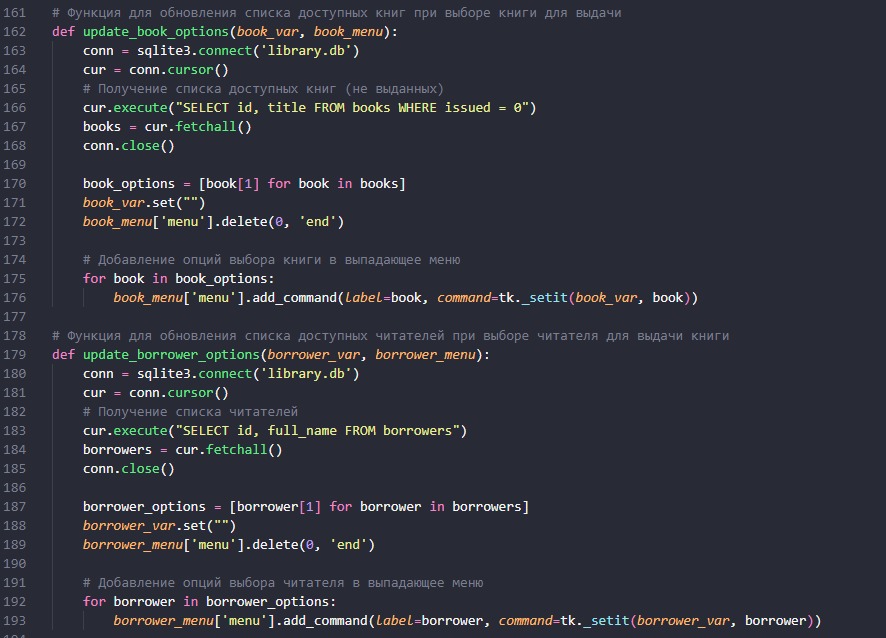 161 # Функция для обновления списка доступных книг при выборе книги для выдачи
162 def update_book_options(book_var, book_menu):
163     conn = sqlite3.connect('library.db')
164     cur = conn.cursor()
165     # Получение списка доступных книг (не выданных)
166     cur.execute("SELECT id, title FROM books WHERE issued = 0")
167     books = cur.fetchall()
168     conn.close()
169
170     book_options = [book[1] for book in books]
171     book_var.set("")
172     book_menu['menu'].delete(0, 'end')
173
174     # Добавление опций выбора книги в выпадающее меню
175     for book in book_options:
176         book_menu['menu'].add_command(label=book, command=tk._setit(book_var, book))
177
178 # Функция для обновления списка доступных читателей при выборе читателя для выдачи книги
179 def update_borrower_options(borrower_var, borrower_menu):
180     conn = sqlite3.connect('library.db')
181     cur = conn.cursor()
182     # Получение списка читателей
183     cur.execute("SELECT id, full_name FROM borrowers")
184     borrowers = cur.fetchall()
185     conn.close()
186
187     borrower_options = [borrower[1] for borrower in borrowers]
188     borrower_var.set("")
189     borrower_menu['menu'].delete(0, 'end')
190
191     # Добавление опций выбора читателя в выпадающее меню
192     for borrower in borrower_options:
193         borrower_menu['menu'].add_command(label=borrower, command=tk._setit(borrower_var, borrower))